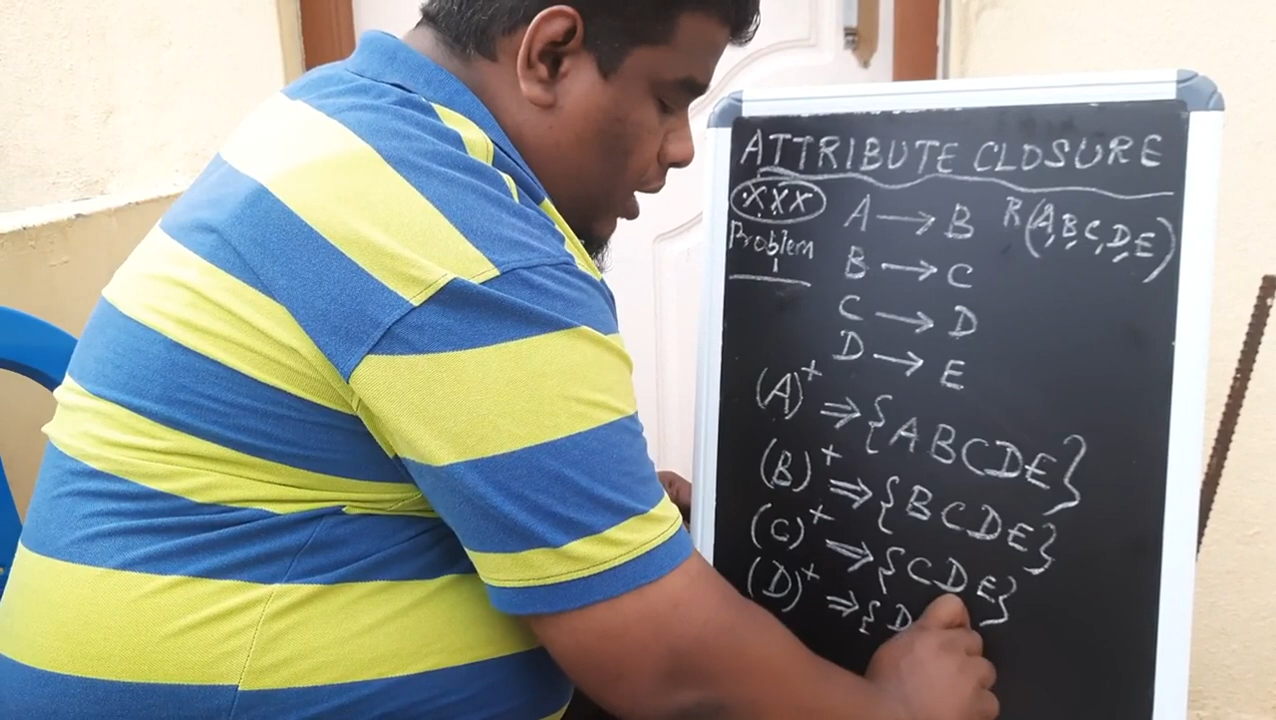 ATTRIBUTE CLOSURE
XXX A → B R(A,B,C,D,E)
Problem 1 B → C
C → D
D → E
(A)⁺ ⇒ {ABCDE}
(B)⁺ ⇒ {BCDE}
(C)⁺ ⇒ {CDE}
(D)⁺ ⇒ {D